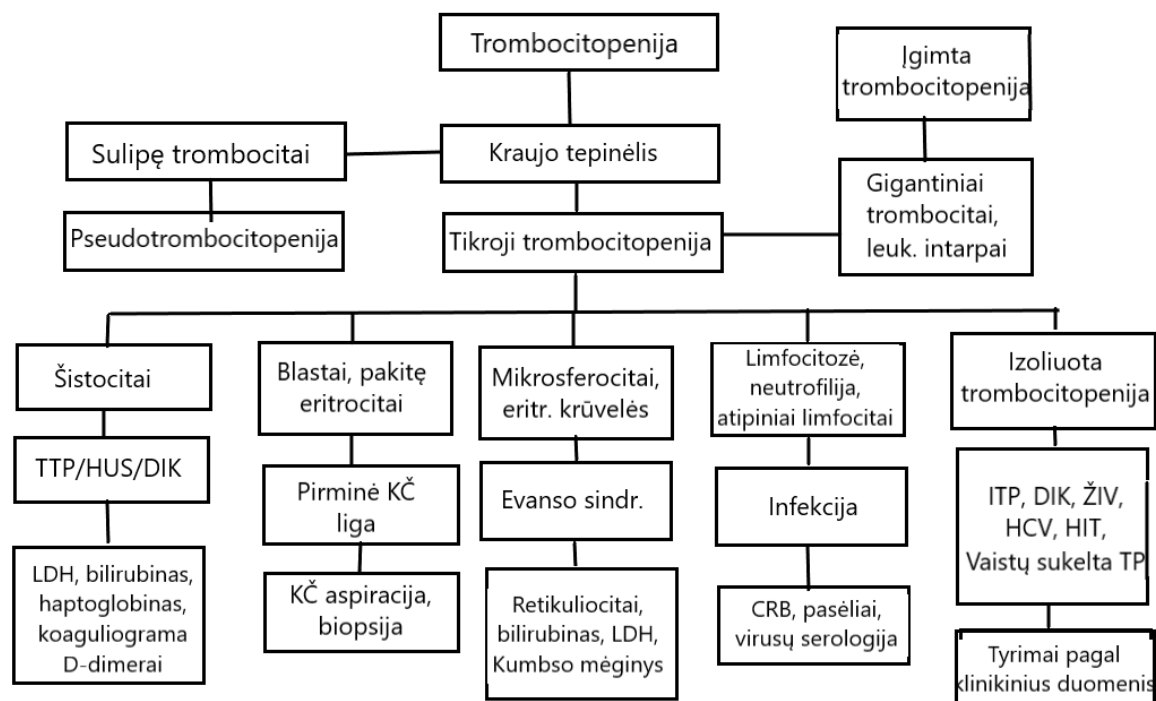 Trombocitopenija
Įgimta
trombocitopenija
Sulipę trombocitai
Kraujo tepinėlis
Gigantiniai
trombocitai,
leuk. intarpai
Pseudotrombocitopenija
Tikroji trombocitopenija
Šistocitai
Blastai, pakitę
eritrocitai
Mikrosferocitai,
eritr. krūvelės
Limfocitozė,
neutrofilija,
atipiniai limfocitai
Izoliuota
trombocitopenija
TTP/HUS/DIK
Pirminė KČ
liga
Evanso sindr.
Infekcija
ITP, DIK, ŽIV,
HCV, HIT,
Vaistų sukelta TP
LDH, bilirubinas,
haptoglobinas,
koaguliograma
D-dimerai
KČ aspiracija,
biopsija
Retikuliocitai,
bilirubinas, LDH,
Kumbso mėginys
CRB, pasėliai,
virusų serologija
Tyrimai pagal
klinikinius duomenis